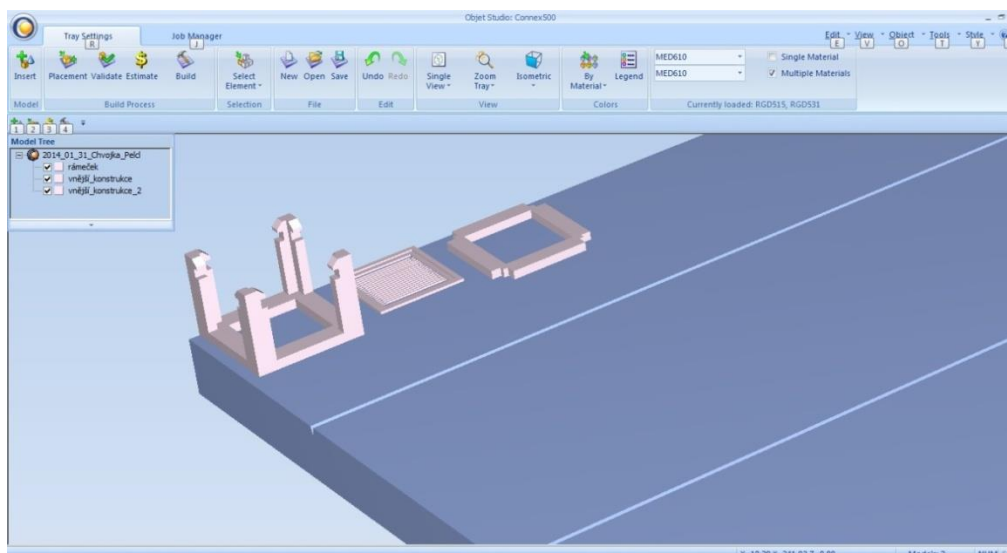 Objet Studio: Connex500
Tray Settings
Job Manager
Edit View Object Tools Style
R J E V O T Y
Insert Placement Validate Estimate Build Select Element New Open Save Undo Redo Single View Zoom Tray Isometric By Material Legend
MED610
MED610
Single Material
Multiple Materials
Model Build Process Selection File Edit View Colors Currently loaded: RGD515, RGD531
1 2 3 4
Model Tree
2014_01_31_Chvojka_Peld
rámeček
vnější_konstrukce
vnější_konstrukce_2